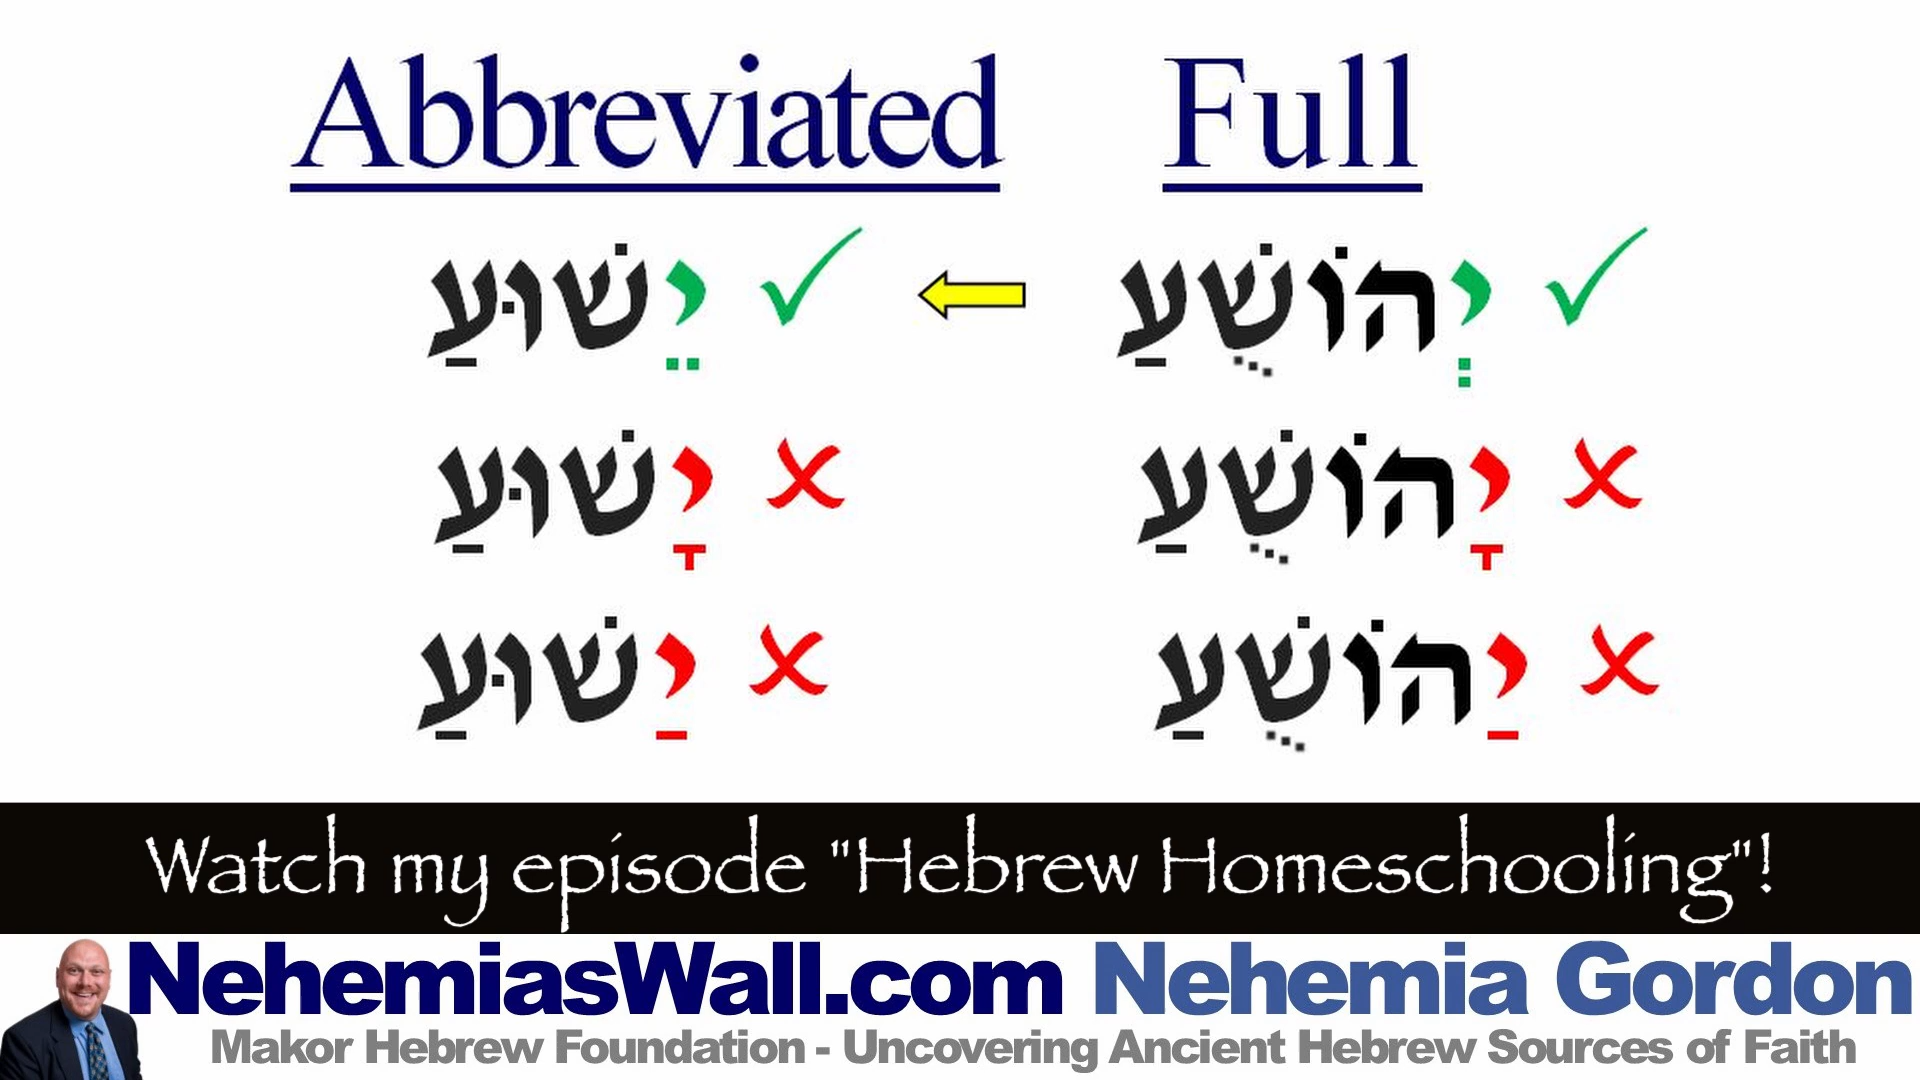 Abbreviated Full
יְהוֹשֻׁעַ ✓ יֵשׁוּעַ ✓
יָהוֹשֻׁעַ x יָשׁוּעַ x
יַהוֹשֻׁעַ x יַשׁוּעַ x
Watch my episode "Hebrew Homeschooling"!
NehemiasWall.com Nehemia Gordon
Makor Hebrew Foundation - Uncovering Ancient Hebrew Sources of Faith